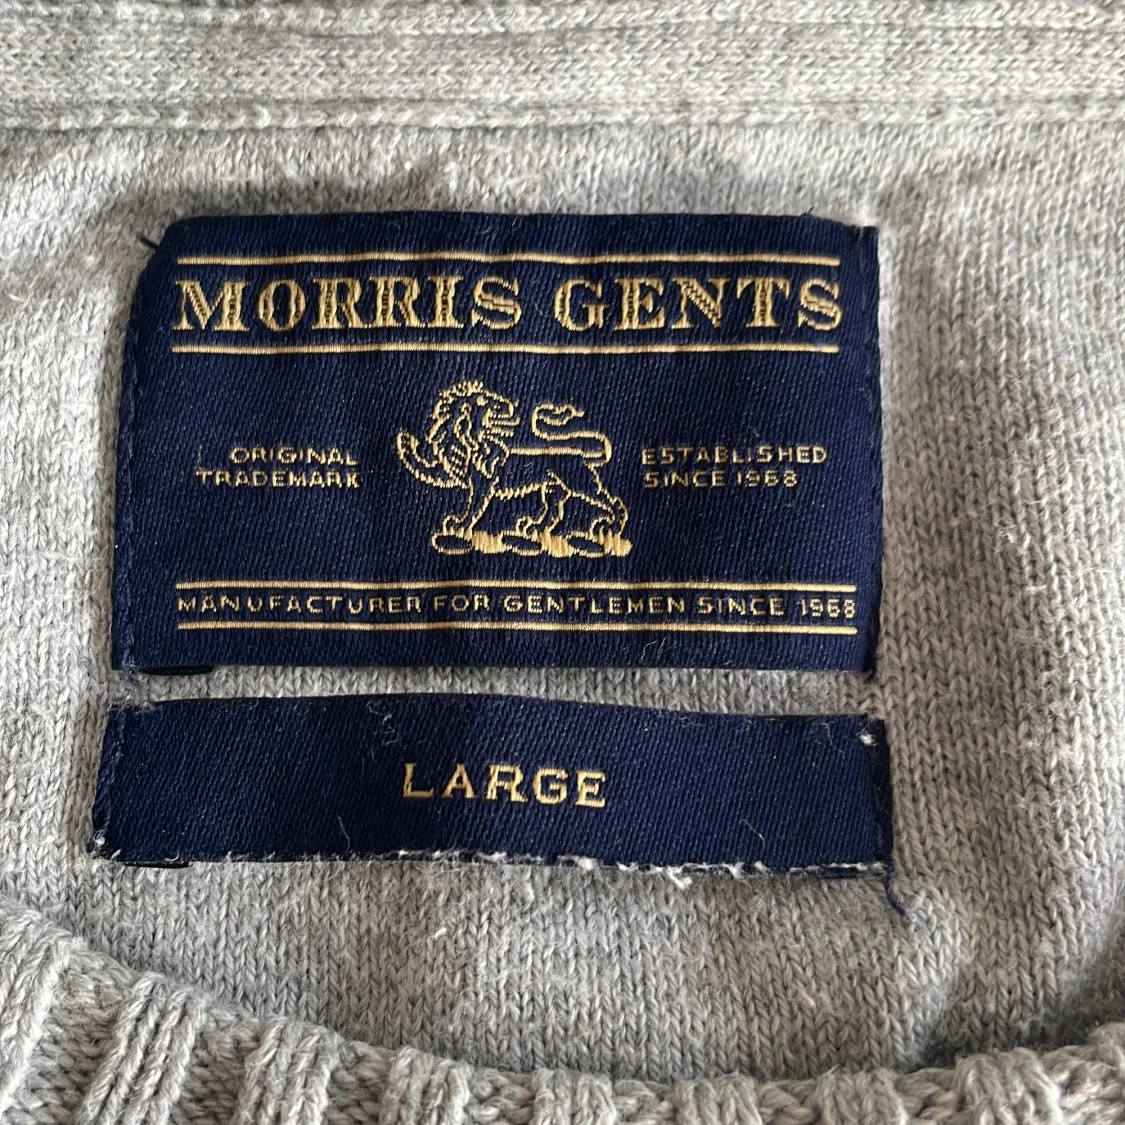 MORRIS GENTS
ORIGINAL
TRADEMARK
ESTABLISHED
SINCE 1968
MANUFACTURER FOR GENTLEMEN SINCE 1968
LARGE